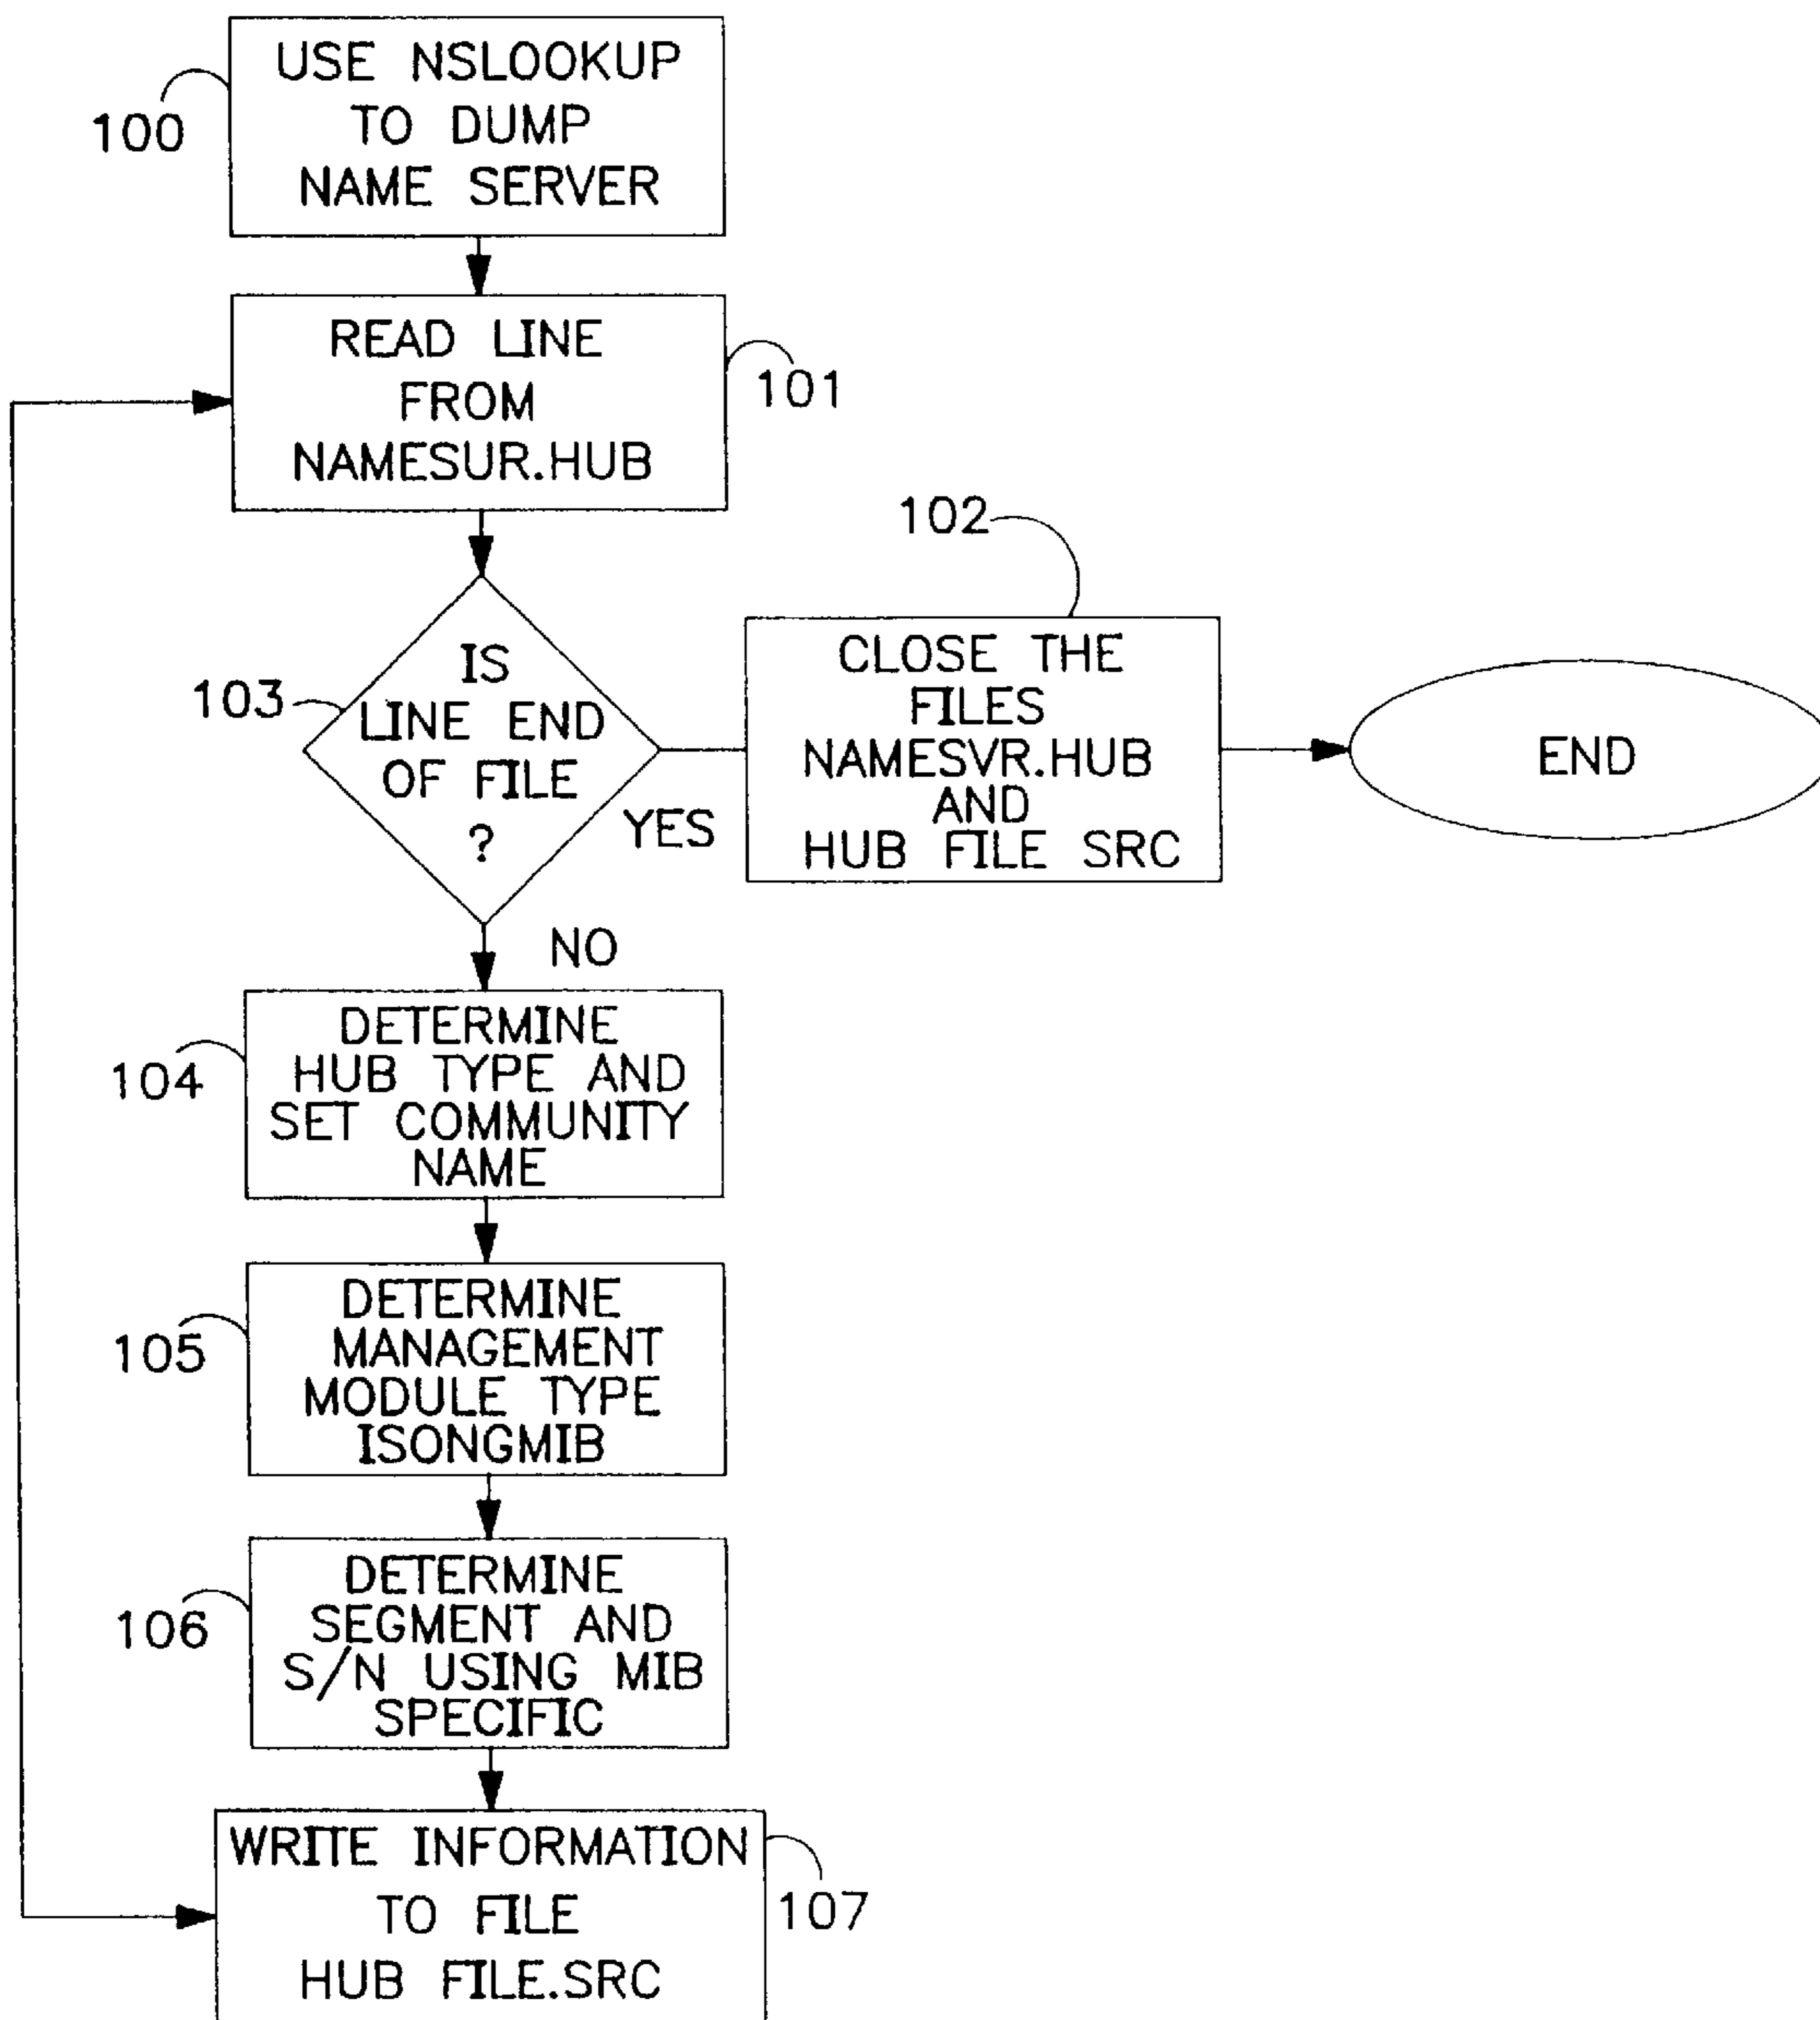 USE NSLOOKUP
TO DUMP
NAME SERVER
100
READ LINE
FROM
NAMESUR.HUB
101
102
IS
LINE END
OF FILE
?
103
YES
CLOSE THE
FILES
NAMESVR.HUB
AND
HUB FILE SRC
END
NO
DETERMINE
HUB TYPE AND
SET COMMUNITY
NAME
104
DETERMINE
MANAGEMENT
MODULE TYPE
ISONGMIB
105
DETERMINE
SEGMENT AND
S/N USING MIB
SPECIFIC
106
WRITE INFORMATION
TO FILE
HUB FILE.SRC
107